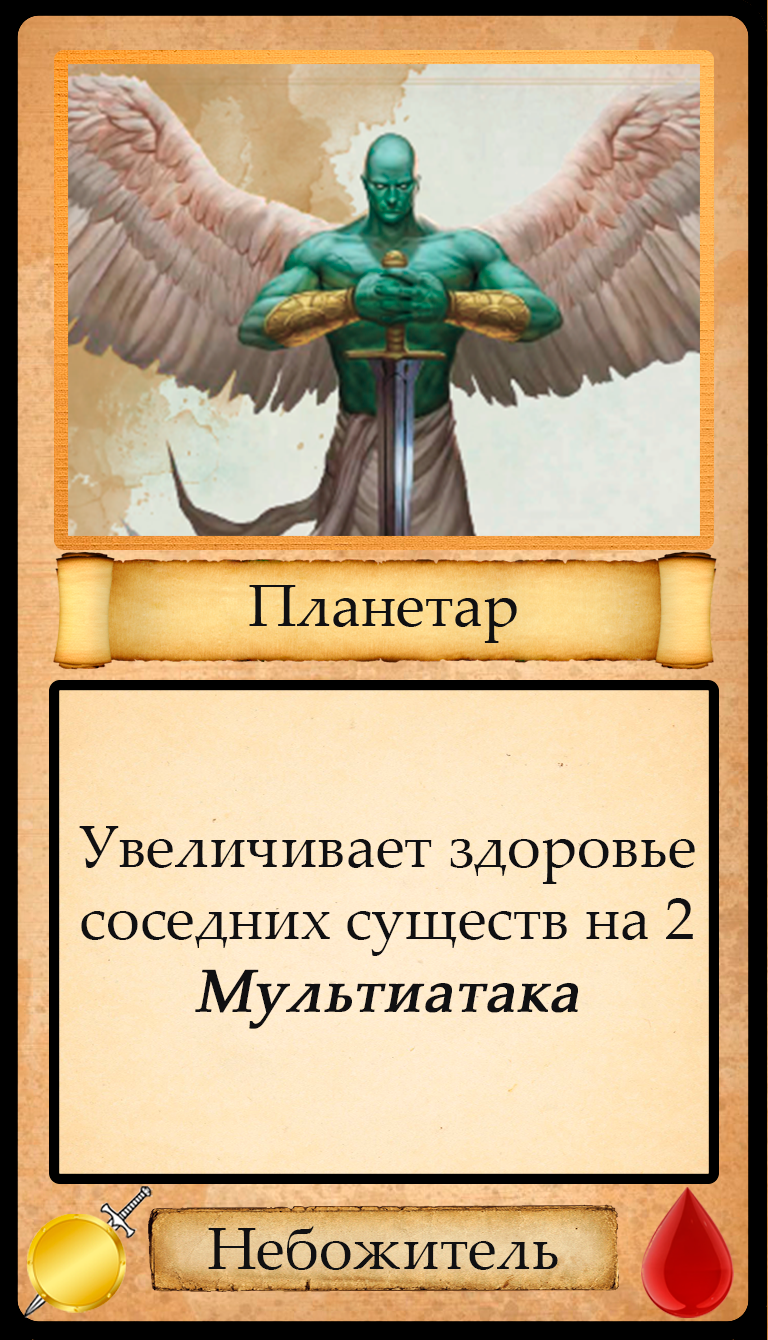 Планетар
Увеличивает здоровье
соседних существ на 2
Мультиатака
Небожитель